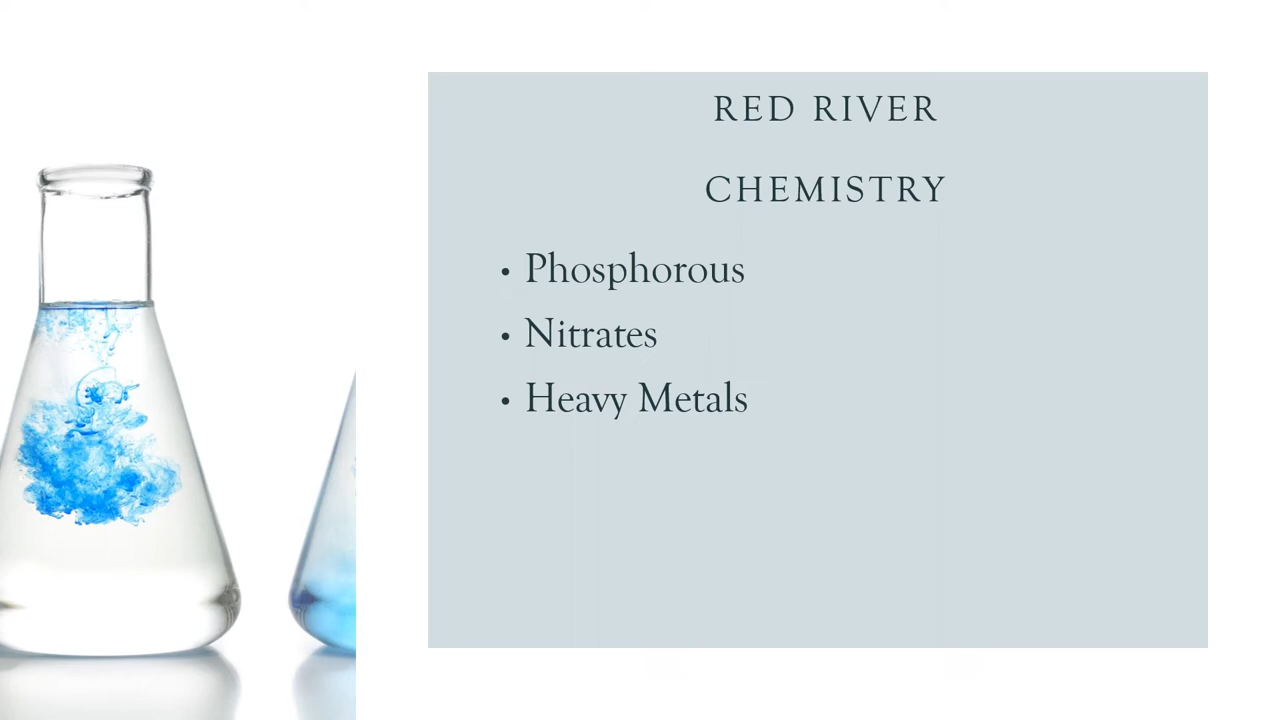 RED RIVER
CHEMISTRY
• Phosphorous
• Nitrates
• Heavy Metals